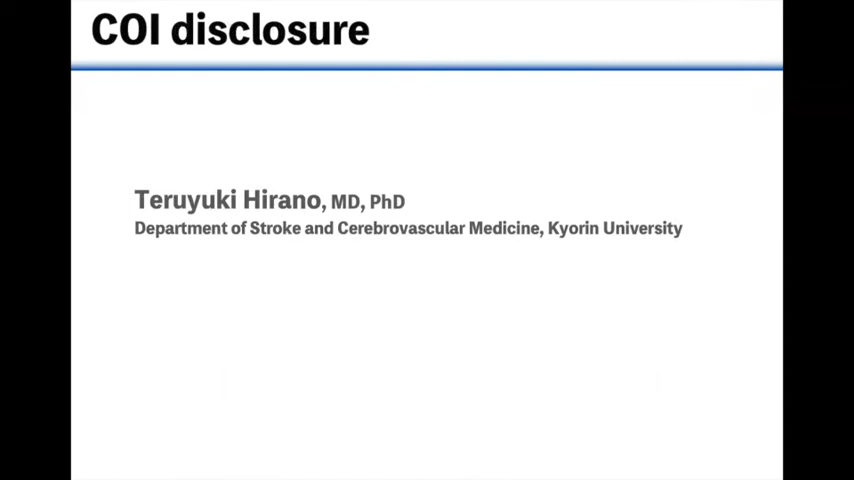 COI disclosure
Teruyuki Hirano, MD, PhD
Department of Stroke and Cerebrovascular Medicine, Kyorin University